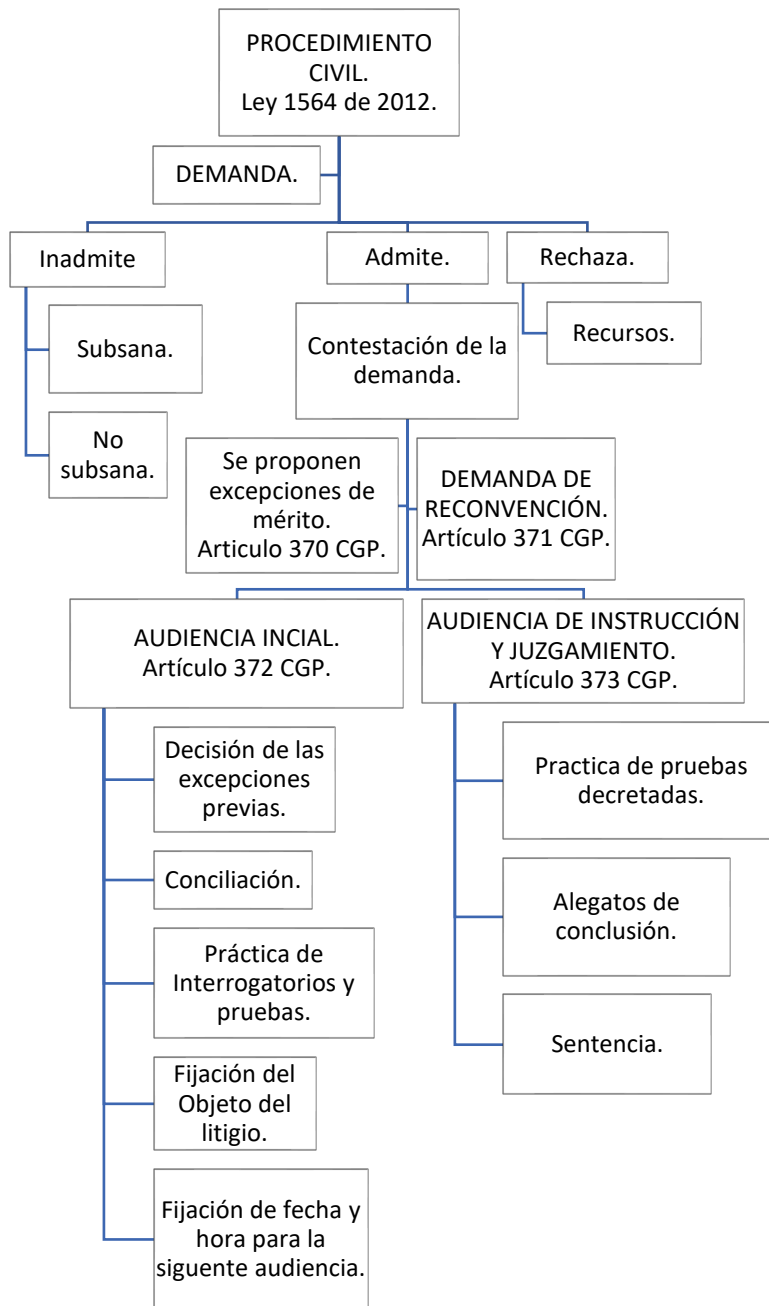 PROCEDIMIENTO
CIVIL.
Ley 1564 de 2012.
DEMANDA.
Inadmite
Admite.
Rechaza.
Subsana.
No
subsana.
Contestación de la
demanda.
Recursos.
Se proponen
excepciones de
mérito.
Articulo 370 CGP.
DEMANDA DE
RECONVENCIÓN.
Artículo 371 CGP.
AUDIENCIA INCIAL.
Artículo 372 CGP.
AUDIENCIA DE INSTRUCCIÓN
Y JUZGAMIENTO.
Artículo 373 CGP.
Decisión de las
excepciones
previas.
Conciliación.
Práctica de
Interrogatorios y
pruebas.
Fijación del
Objeto del
litigio.
Fijación de fecha y
hora para la
siguente audiencia.
Practica de pruebas
decretadas.
Alegatos de
conclusión.
Sentencia.